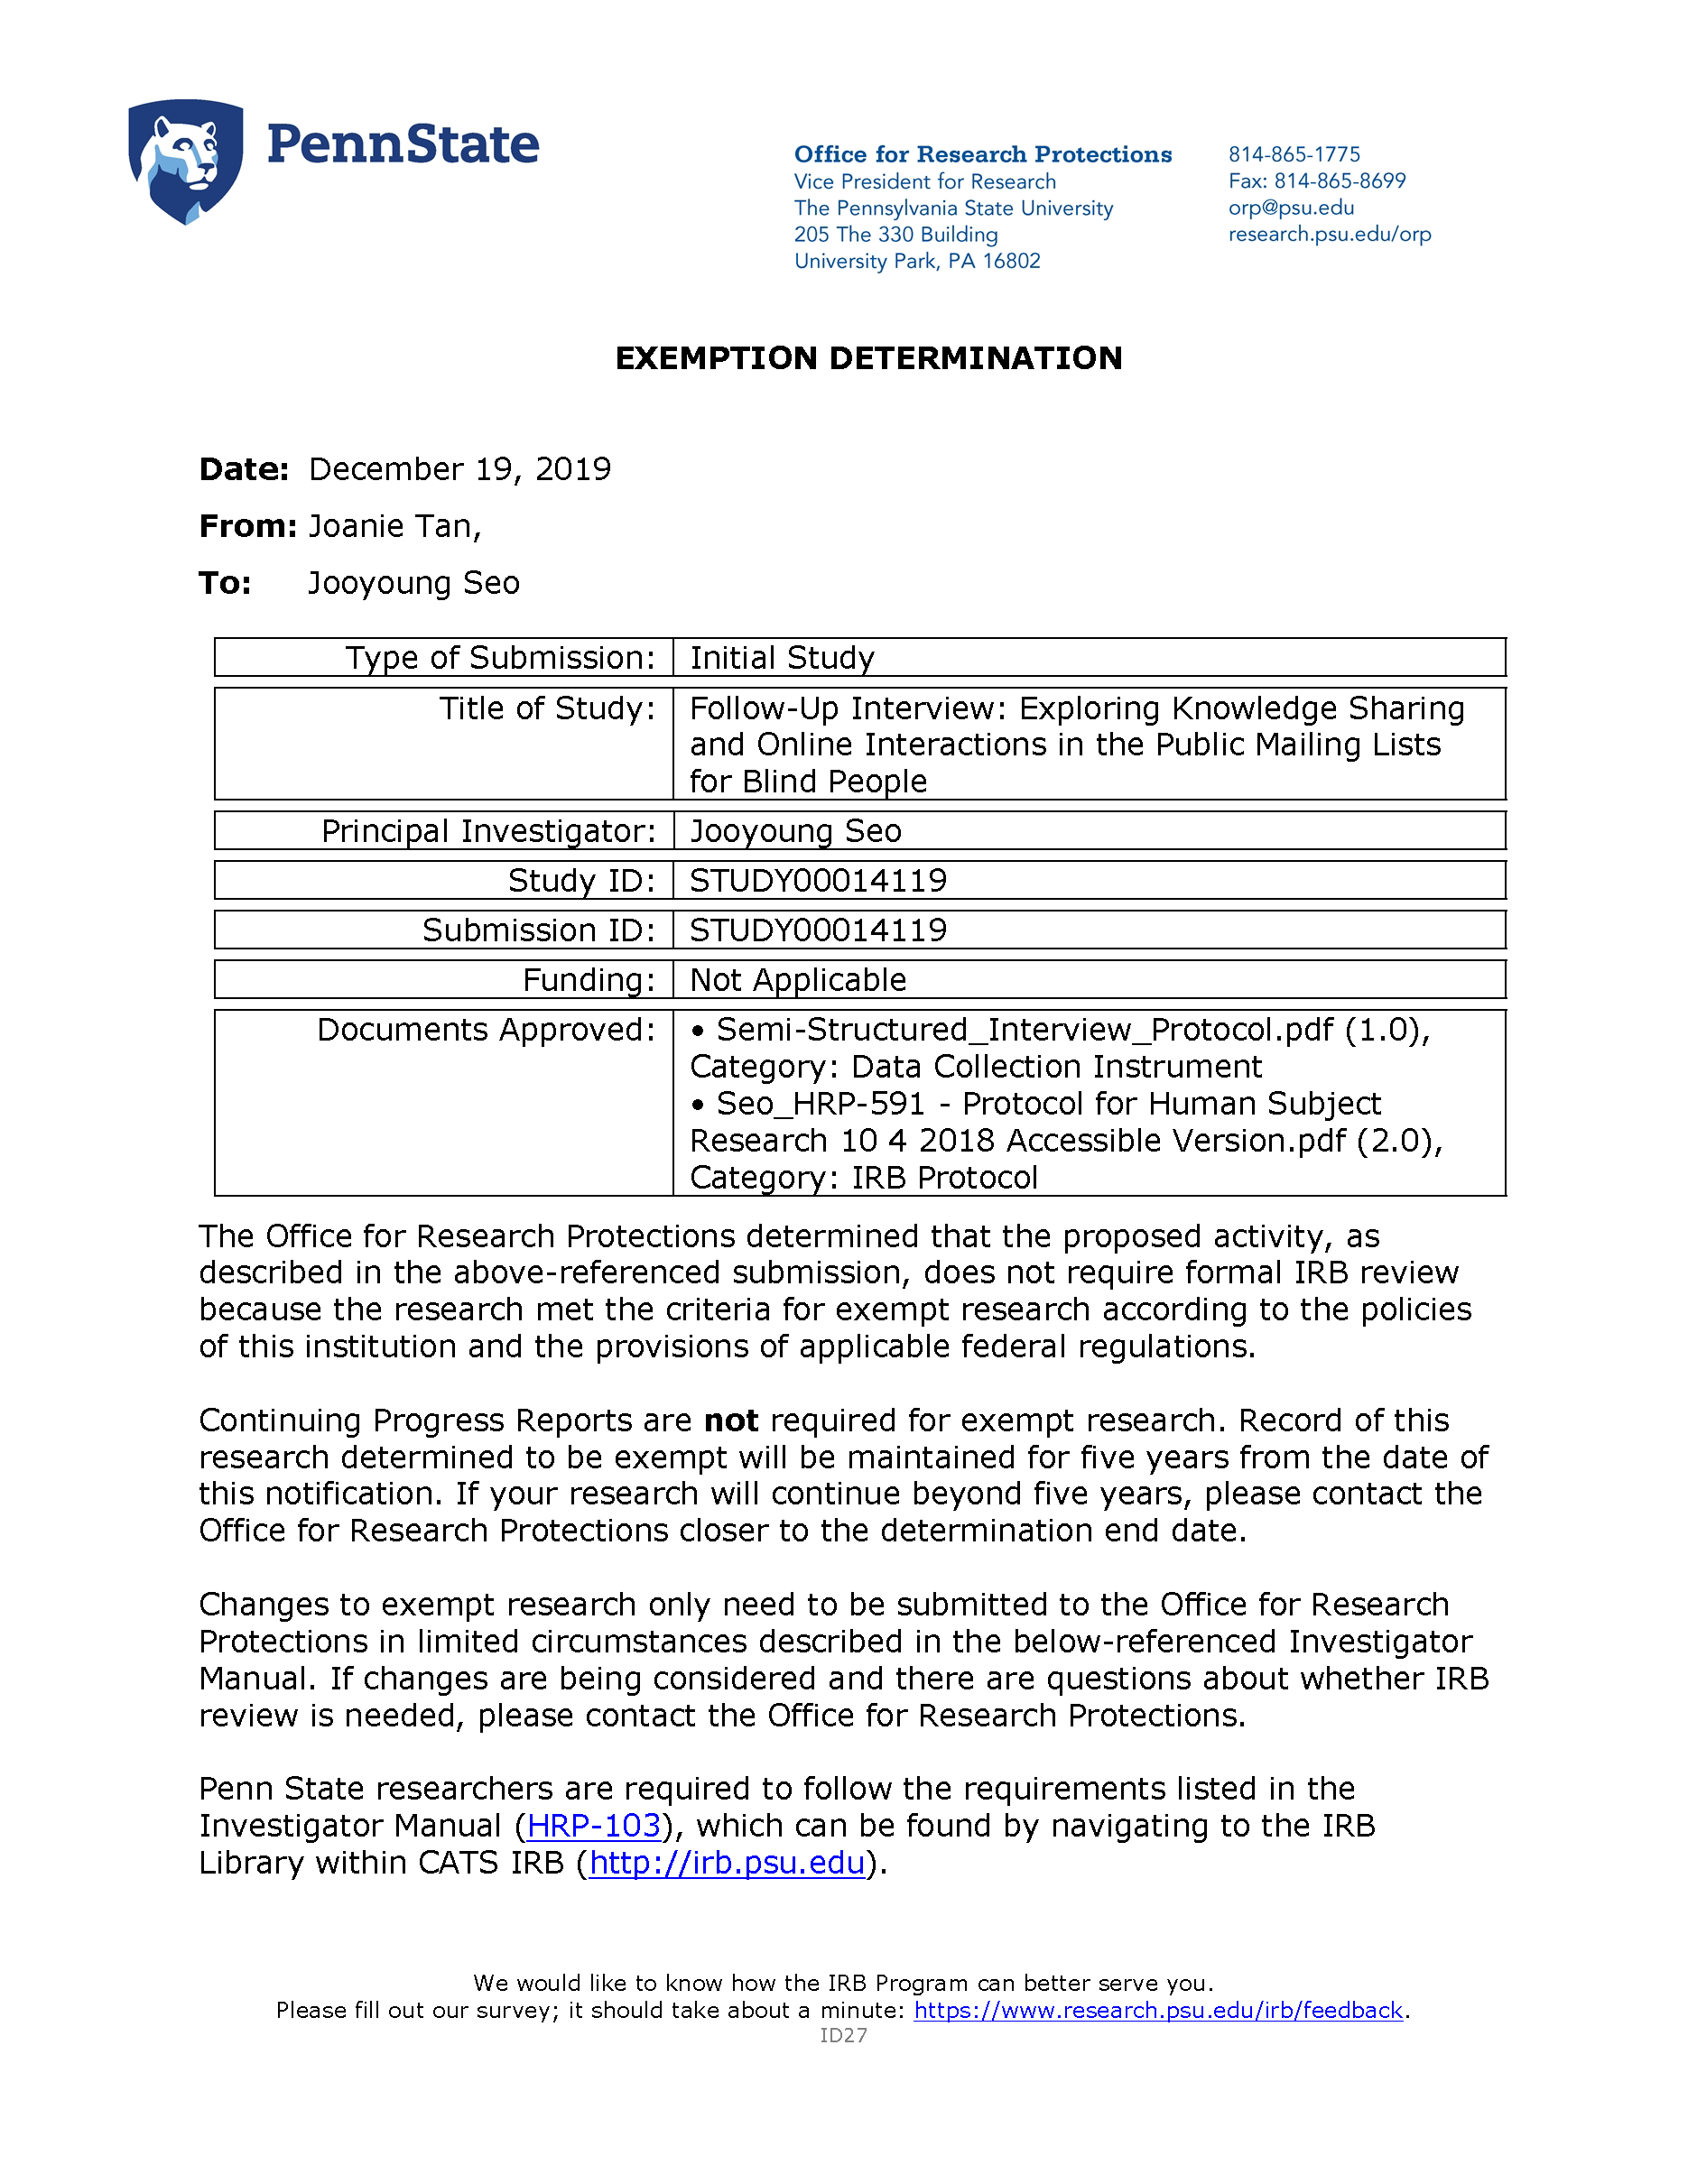 PennState
Office for Research Protections
Vice President for Research
The Pennsylvania State University
205 The 330 Building
University Park, PA 16802
814-865-1775
Fax: 814-865-8699
orp@psu.edu
research.psu.edu/orp
EXEMPTION DETERMINATION
Date: December 19, 2019
From: Joanie Tan,
To: Jooyoung Seo
Type of Submission: Initial Study
Title of Study: Follow-Up Interview: Exploring Knowledge Sharing
and Online Interactions in the Public Mailing Lists
for Blind People
Principal Investigator: Jooyoung Seo
Study ID: STUDY00014119
Submission ID: STUDY00014119
Funding: Not Applicable
Documents Approved: • Semi-Structured_Interview_Protocol.pdf (1.0),
Category: Data Collection Instrument
• Seo_HRP-591 - Protocol for Human Subject
Research 10 4 2018 Accessible Version.pdf (2.0),
Category: IRB Protocol
The Office for Research Protections determined that the proposed activity, as
described in the above-referenced submission, does not require formal IRB review
because the research met the criteria for exempt research according to the policies
of this institution and the provisions of applicable federal regulations.
Continuing Progress Reports are not required for exempt research. Record of this
research determined to be exempt will be maintained for five years from the date of
this notification. If your research will continue beyond five years, please contact the
Office for Research Protections closer to the determination end date.
Changes to exempt research only need to be submitted to the Office for Research
Protections in limited circumstances described in the below-referenced Investigator
Manual. If changes are being considered and there are questions about whether IRB
review is needed, please contact the Office for Research Protections.
Penn State researchers are required to follow the requirements listed in the
Investigator Manual (HRP-103), which can be found by navigating to the IRB
Library within CATS IRB (http://irb.psu.edu).
We would like to know how the IRB Program can better serve you.
Please fill out our survey; it should take about a minute: https://www.research.psu.edu/irb/feedback.
ID27